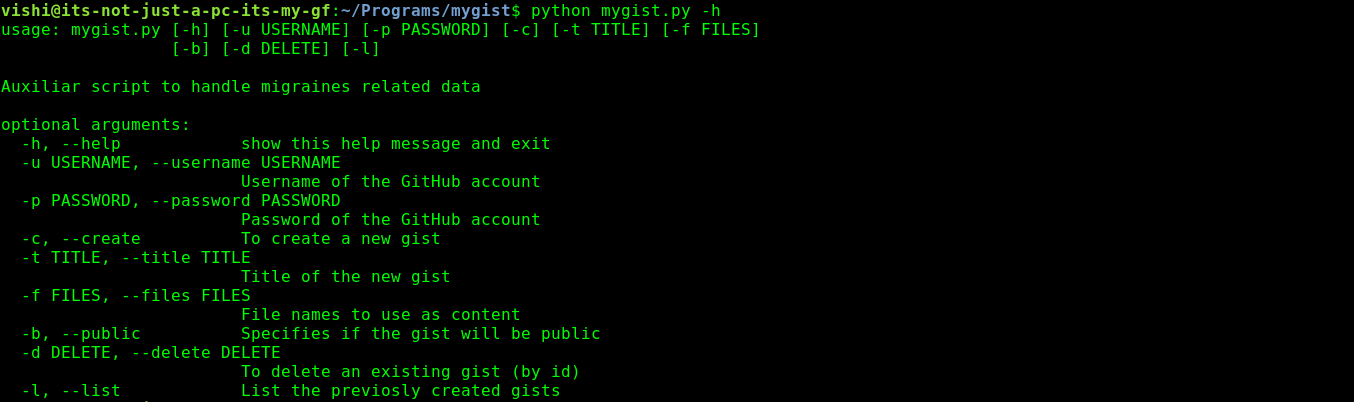 vishi@its-not-just-a-pc-its-my-gf:~/Programs/mygist$ python mygist.py -h
usage: mygist.py [-h] [-u USERNAME] [-p PASSWORD] [-c] [-t TITLE] [-f FILES]
                 [-b] [-d DELETE] [-l]

Auxiliar script to handle migraines related data

optional arguments:
  -h, --help            show this help message and exit
  -u USERNAME, --username USERNAME
                        Username of the GitHub account
  -p PASSWORD, --password PASSWORD
                        Password of the GitHub account
  -c, --create          To create a new gist
  -t TITLE, --title TITLE
                        Title of the new gist
  -f FILES, --files FILES
                        File names to use as content
  -b, --public          Specifies if the gist will be public
  -d DELETE, --delete DELETE
                        To delete an existing gist (by id)
  -l, --list            List the previosly created gists